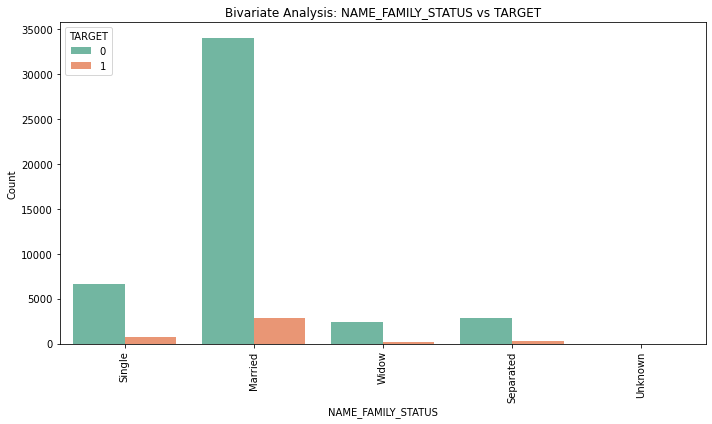 Bivariate Analysis: NAME_FAMILY_STATUS vs TARGET
TARGET
0
1
35000
30000
25000
20000
15000
10000
5000
0
Count
Single
Married
Widow
Separated
Unknown
NAME_FAMILY_STATUS